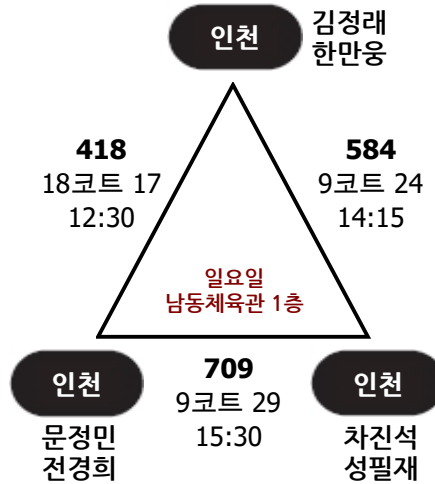 인천
김정래
한만웅
418
18코트 17
12:30
584
9코트 24
14:15
일요일
남동체육관 1층
인천
문정민
전경희
709
9코트 29
15:30
인천
차진석
성필재